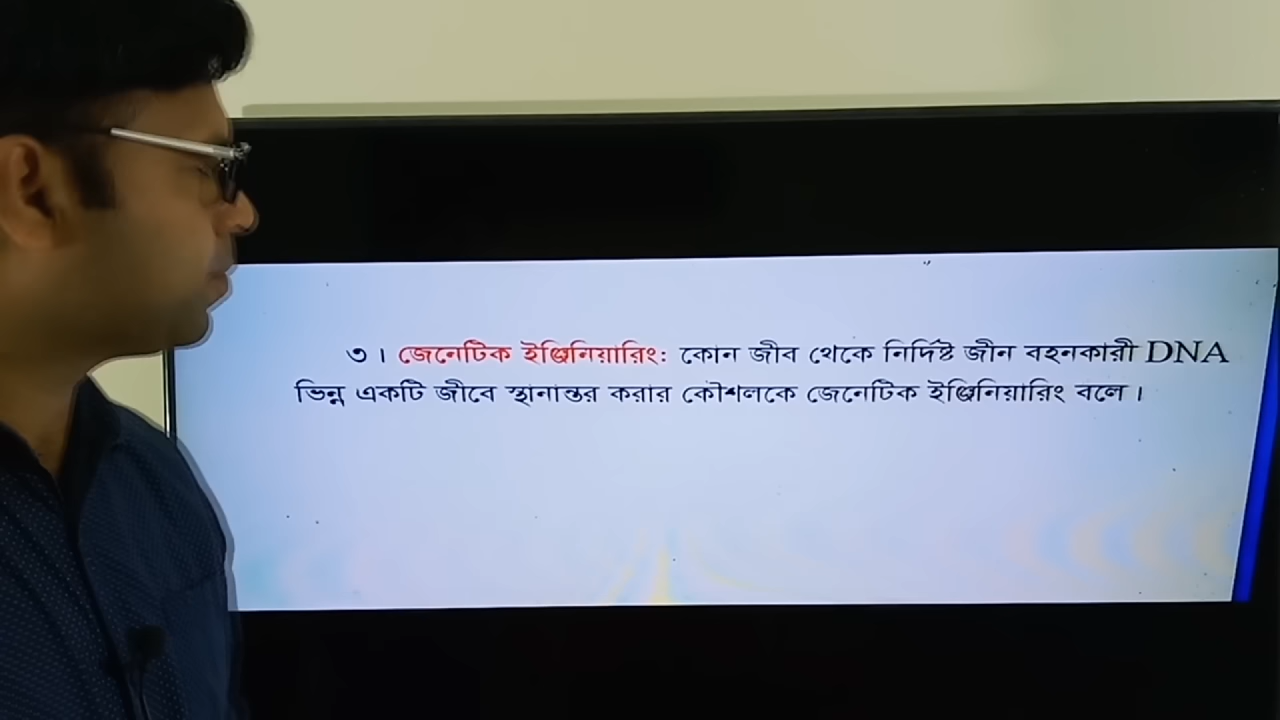 ৩। জেনেটিক ইঞ্জিনিয়ারিং: কোন জীব থেকে নির্দিষ্ট জীন বহনকারী DNA
ভিন্ন একটি জীবে স্থানান্তর করার কৌশলকে জেনেটিক ইঞ্জিনিয়ারিং বলে।